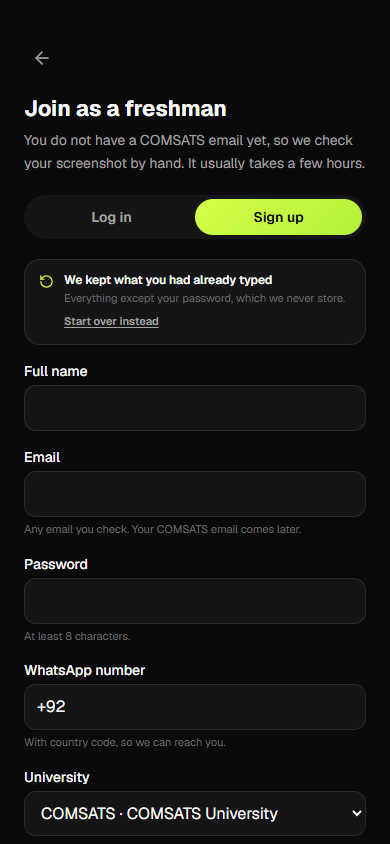 Join as a freshman
You do not have a COMSATS email yet, so we check
your screenshot by hand. It usually takes a few hours.
Log in
Sign up
We kept what you had already typed
Everything except your password, which we never store.
Start over instead
Full name
Email
Any email you check. Your COMSATS email comes later.
Password
At least 8 characters.
WhatsApp number
+92
With country code, so we can reach you.
University
COMSATS · COMSATS University